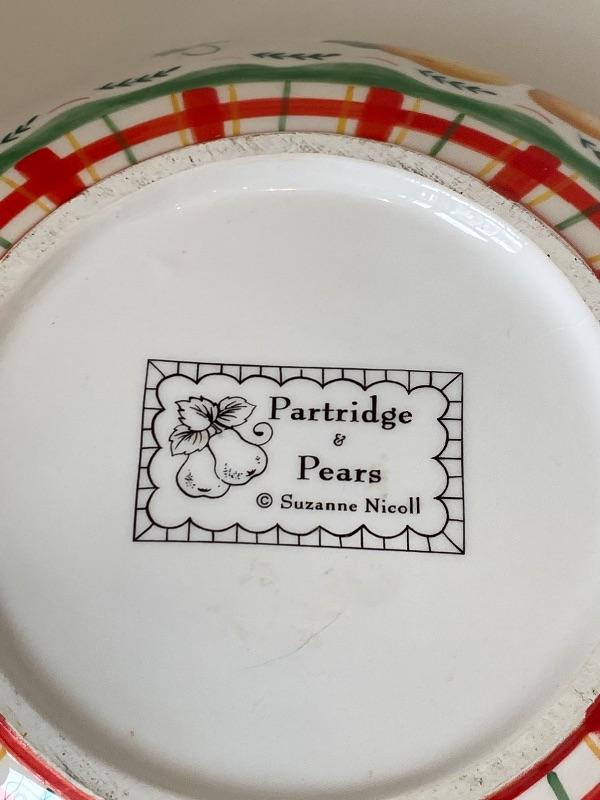 Partridge
&
Pears
© Suzanne Nicoll